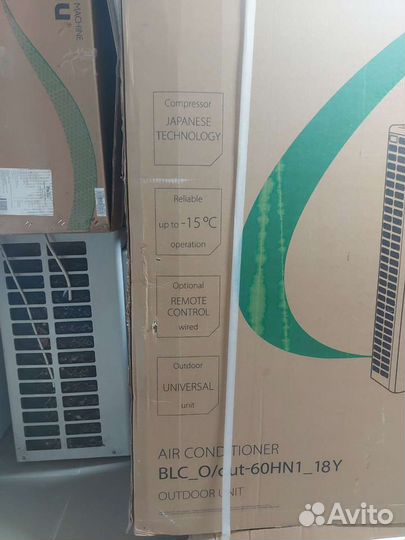 MACHINE
U
Compressor
JAPANESE
TECHNOLOGY
Reliable
up to -15°C
operation
Optional
REMOTE
CONTROL
wired
Outdoor
UNIVERSAL
unit
AIR CONDITIONER
BLC_O/out-60HN1_18Y
OUTDOOR UNIT
Avito